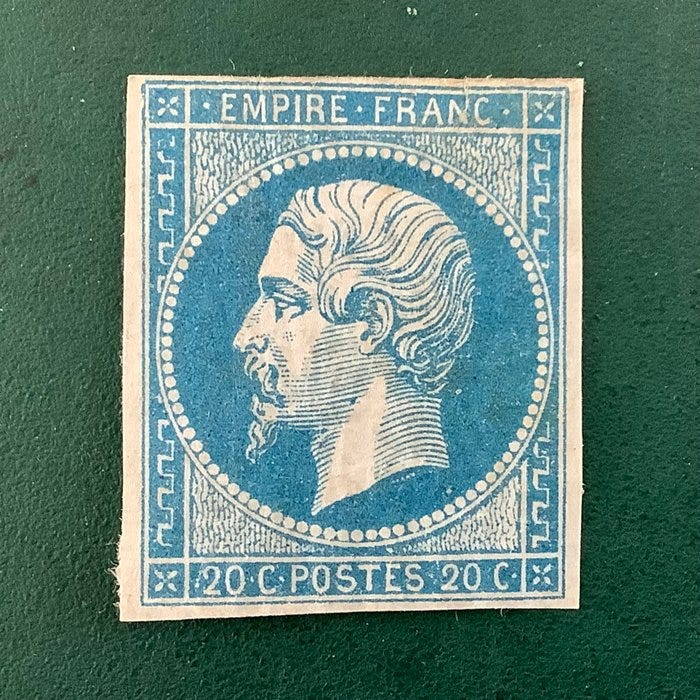 · EMPIRE · FRANC ·
20 C · POSTES 20 C ·